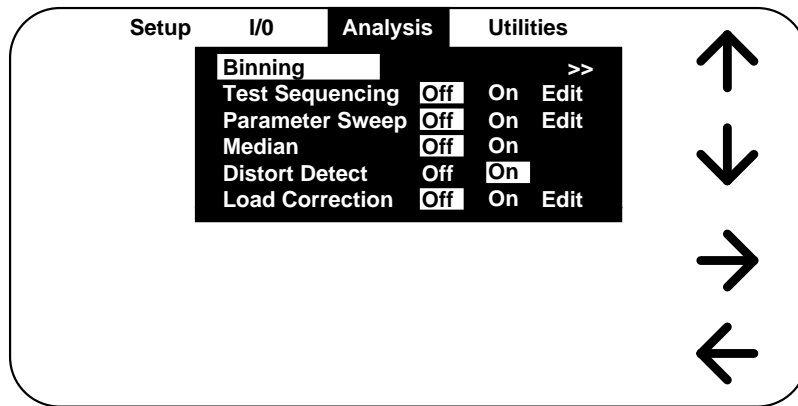 Setup I/0 Analysis Utilities
Binning >>
Test Sequencing Off On Edit
Parameter Sweep Off On Edit
Median Off On
Distort Detect Off On
Load Correction Off On Edit